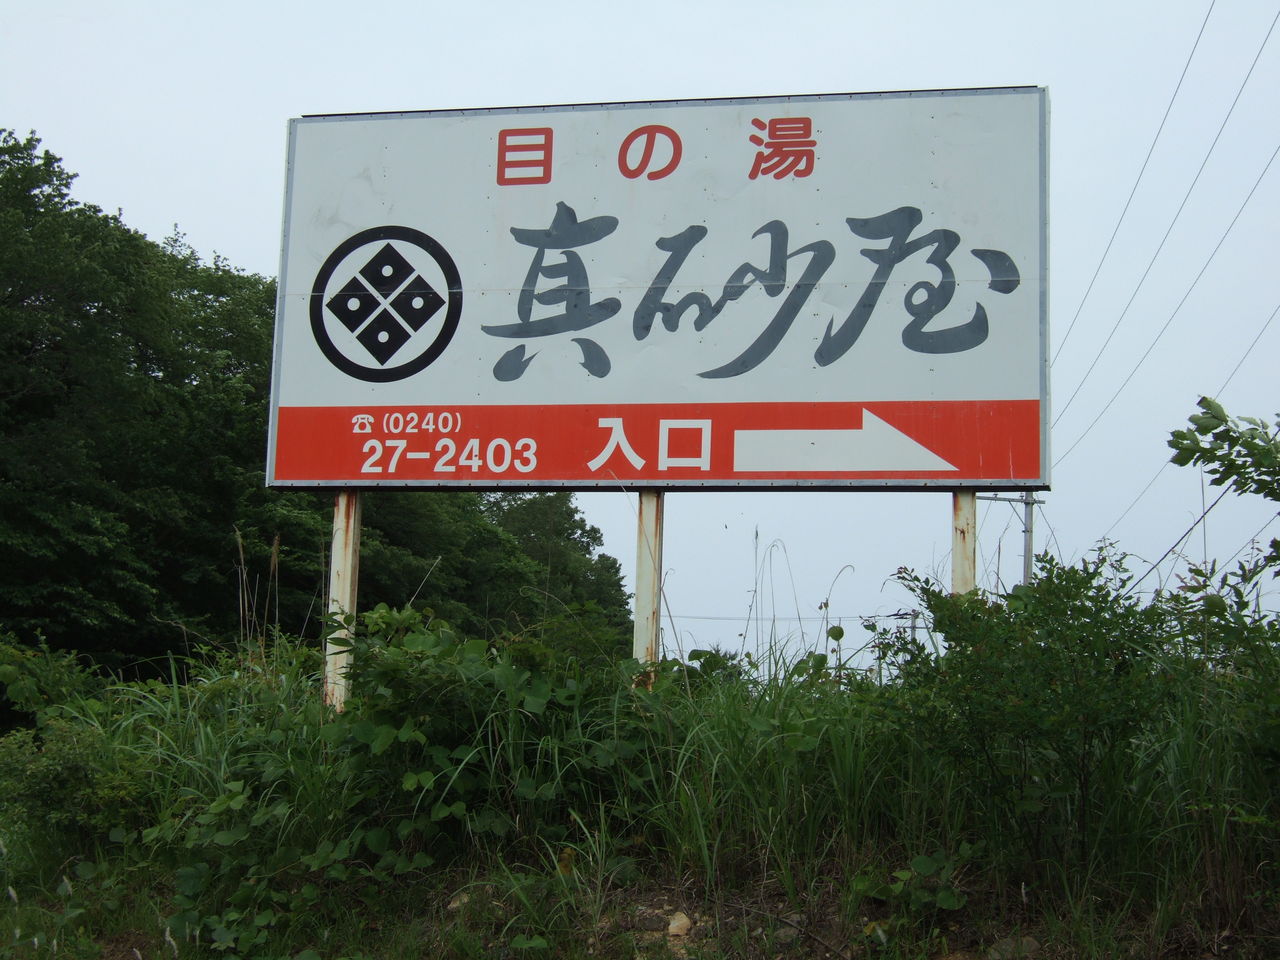 目の湯
真砂屋
☎(0240)
27-2403
入口